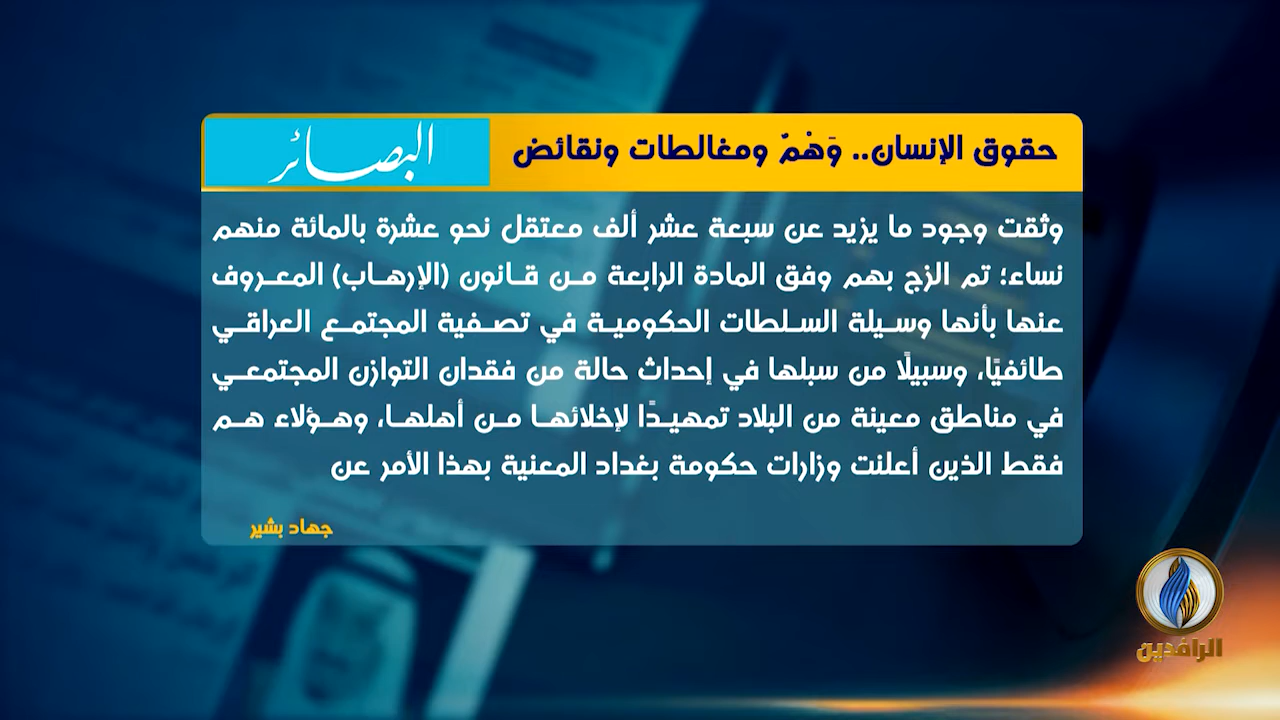 حقوق الإنسان.. وَهْمٌ ومغالطات ونقائض
البصائر
وثقت وجود ما يزيد عن سبعة عشر ألف معتقل نحو عشرة بالمائة منهم
نساء؛ تم الزج بهم وفق المادة الرابعة من قانون (الإرهاب) المعروف
عنها بأنها وسيلة السلطات الحكومية في تصفية المجتمع العراقي
طائفيًا، وسبيلًا من سبلها في إحداث حالة من فقدان التوازن المجتمعي
في مناطق معينة من البلاد تمهيدًا لإخلائها من أهلها، وهؤلاء هم
فقط الذين أعلنت وزارات حكومة بغداد المعنية بهذا الأمر عن
جهاد بشير
الرافدين